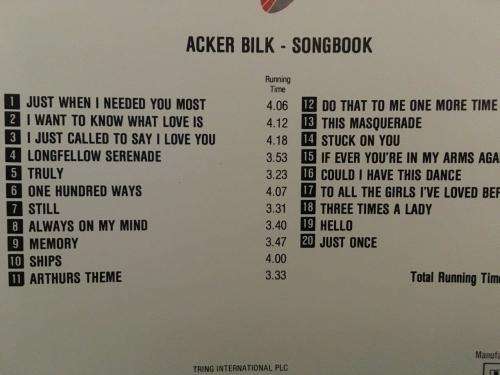 ACKER BILK - SONGBOOK
Running
Time
1 JUST WHEN I NEEDED YOU MOST 4.06
2 I WANT TO KNOW WHAT LOVE IS 4.12
3 I JUST CALLED TO SAY I LOVE YOU 4.18
4 LONGFELLOW SERENADE 3.53
5 TRULY 3.23
6 ONE HUNDRED WAYS 4.07
7 STILL 3.31
8 ALWAYS ON MY MIND 3.40
9 MEMORY 3.47
10 SHIPS 4.00
11 ARTHURS THEME 3.33
12 DO THAT TO ME ONE MORE TIME
13 THIS MASQUERADE
14 STUCK ON YOU
15 IF EVER YOU'RE IN MY ARMS AGA
16 COULD I HAVE THIS DANCE
17 TO ALL THE GIRLS I'VE LOVED BEF
18 THREE TIMES A LADY
19 HELLO
20 JUST ONCE
Total Running Time
Manufa
TRING INTERNATIONAL PLC